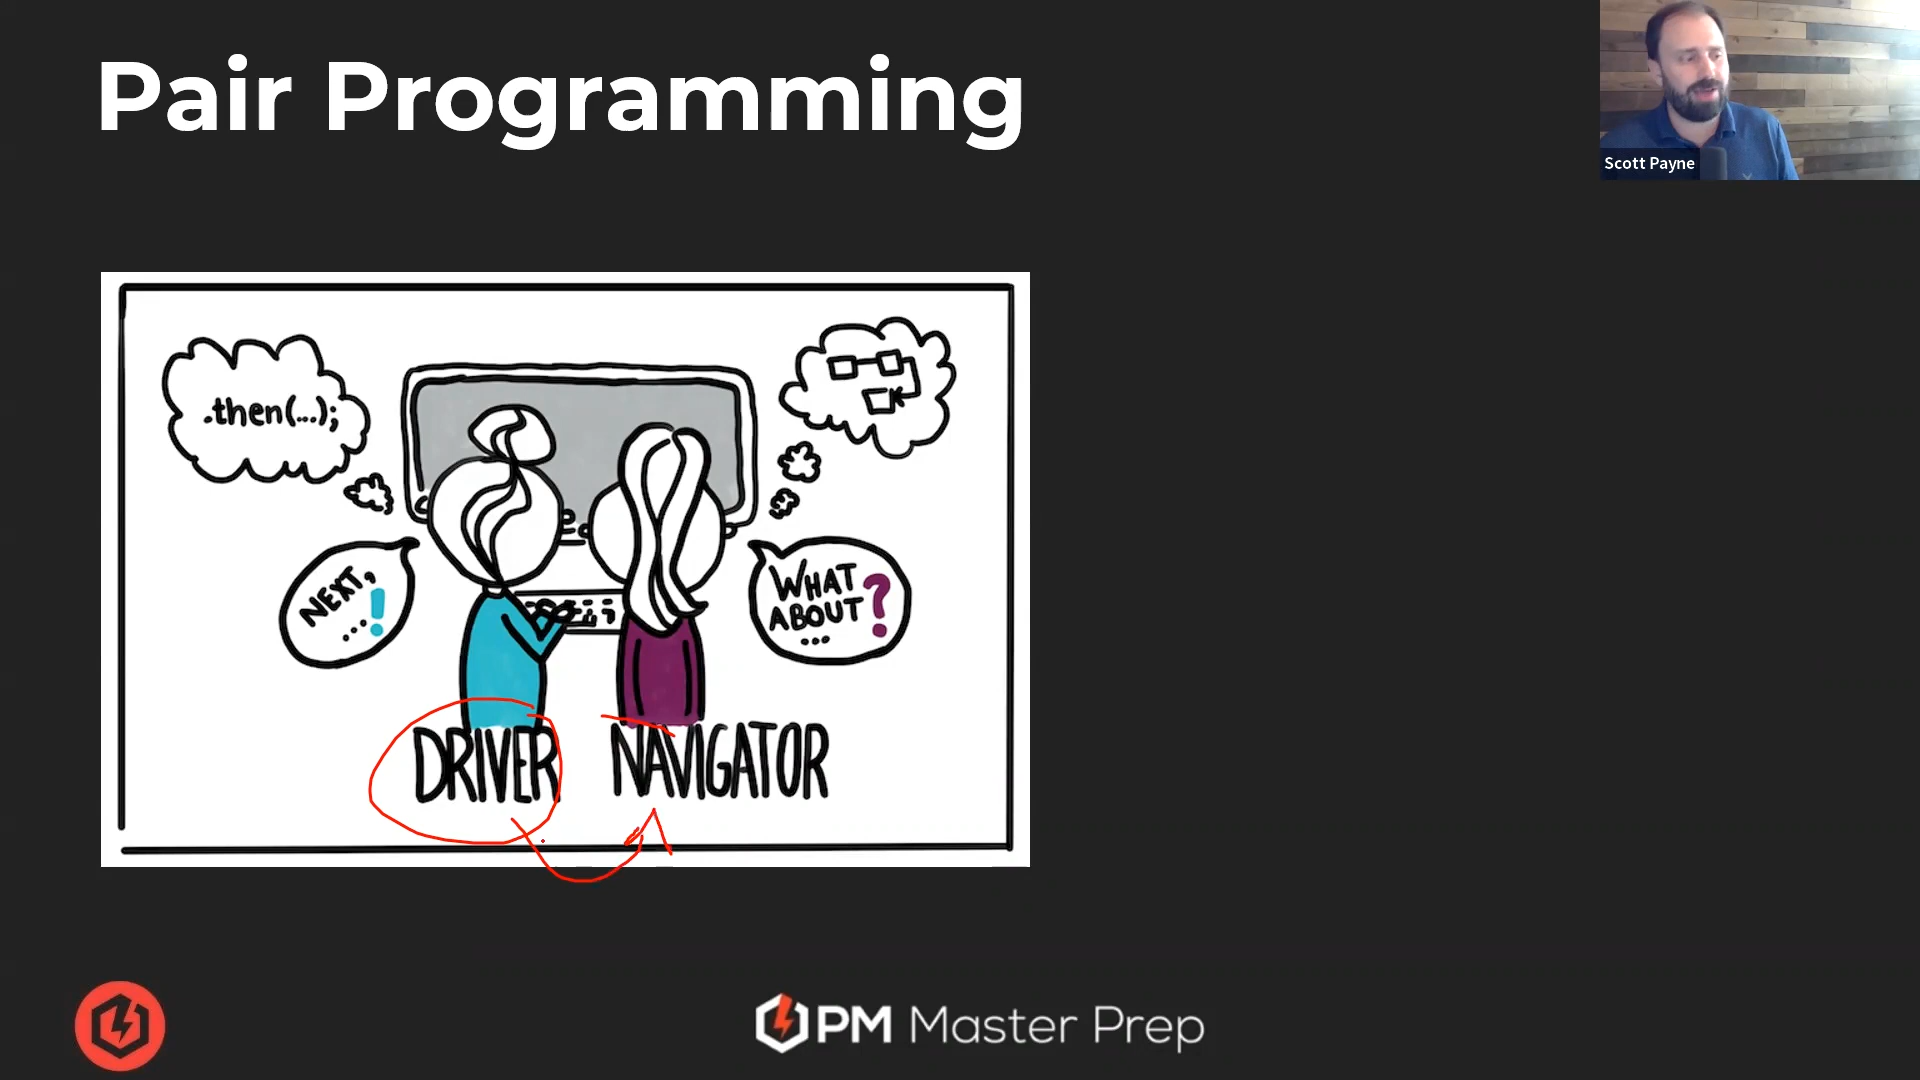 Pair Programming
Scott Payne
.then(...);
NEXT,
...!
WHAT
ABOUT
...
?
DRIVER NAVIGATOR
PM Master Prep